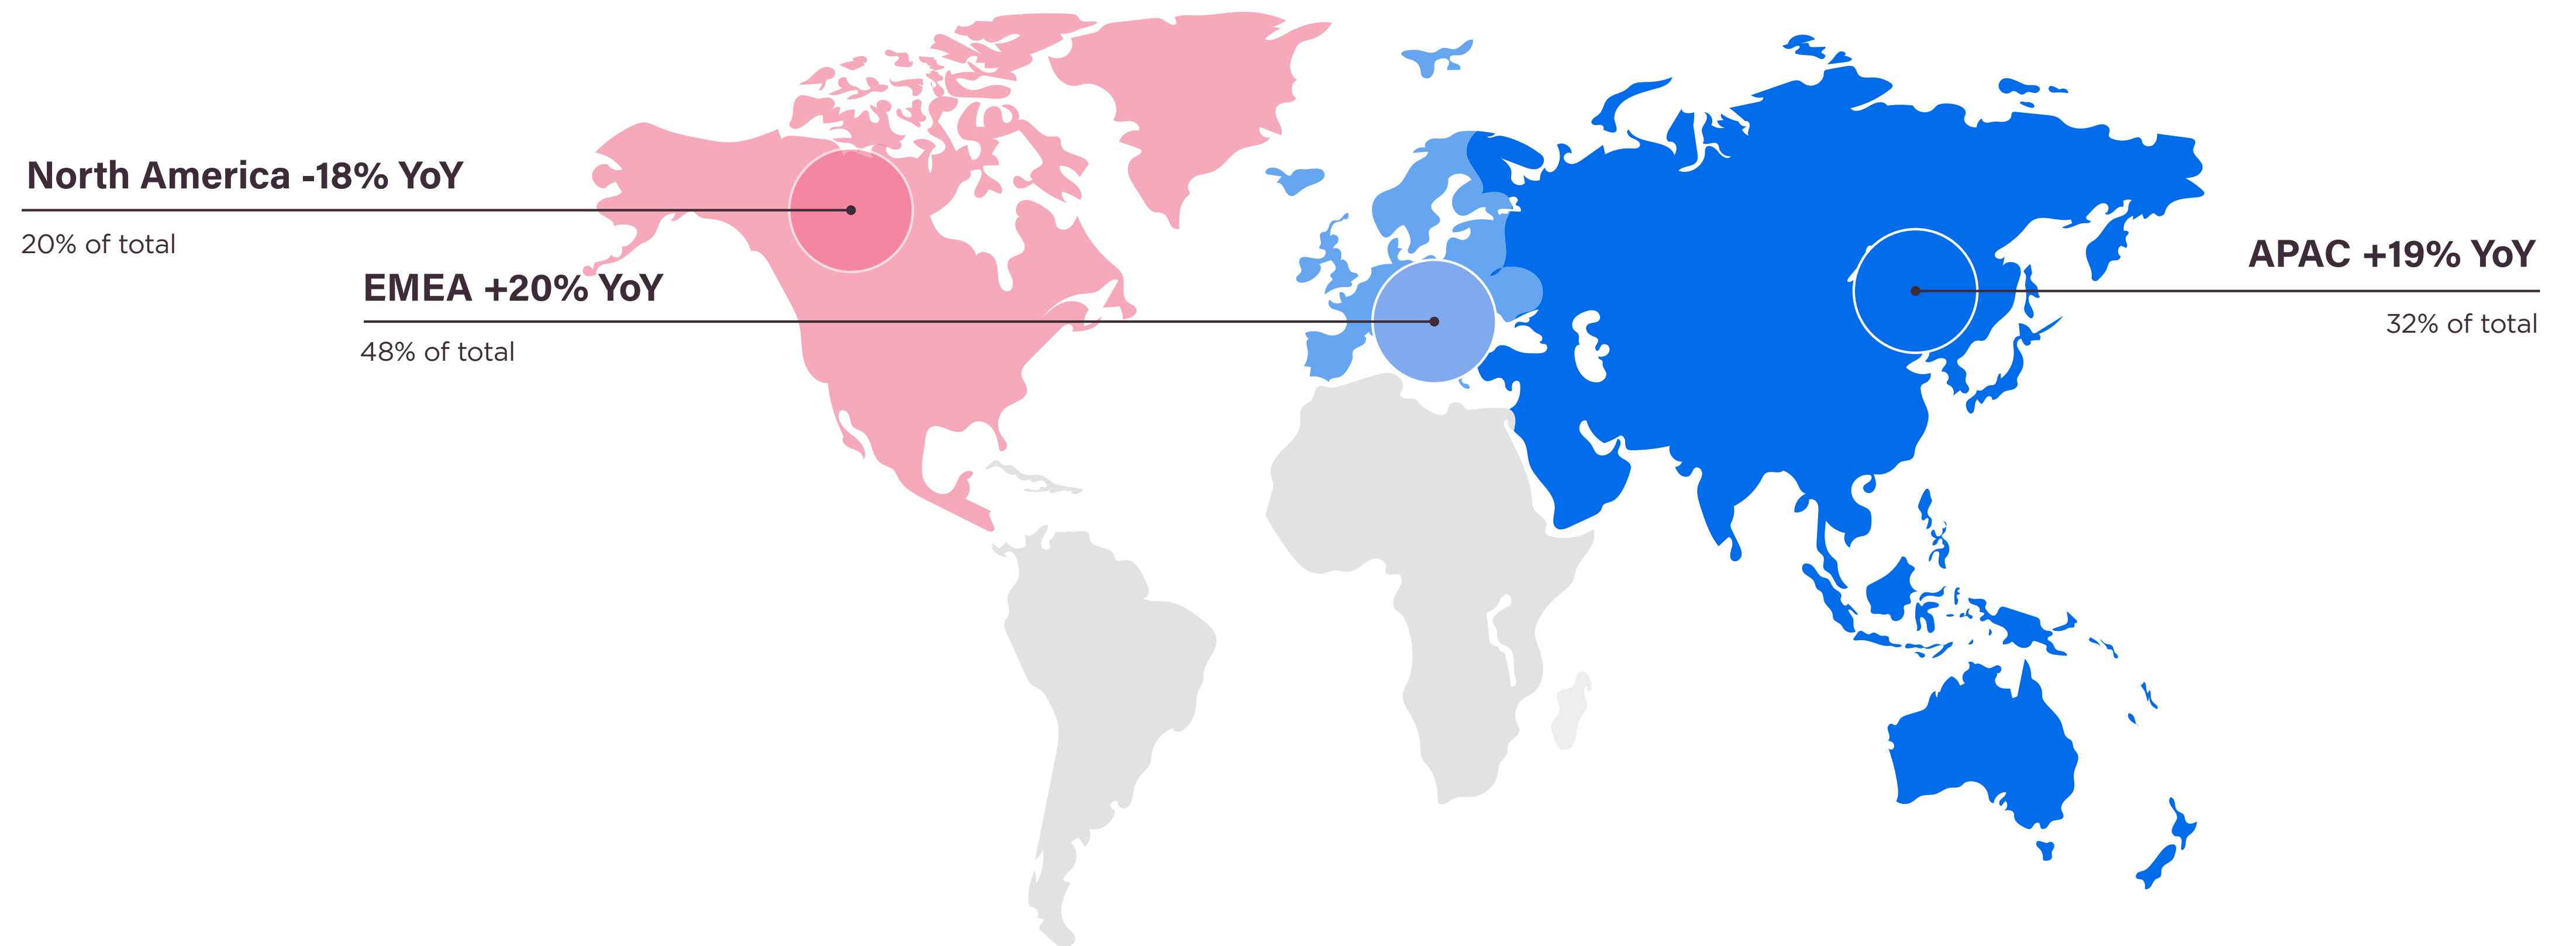 North America -18% YoY
20% of total
EMEA +20% YoY
48% of total
APAC +19% YoY
32% of total